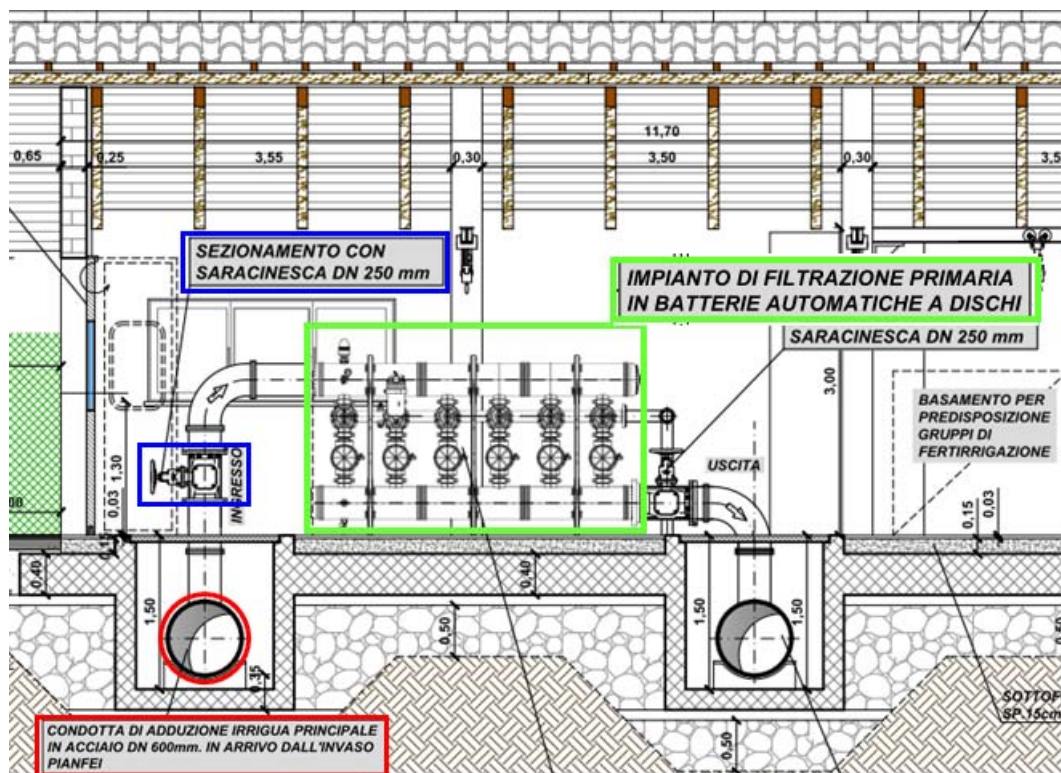 11,70
0,65
0,25
3,55
0,30
3,50
0,30
3,5
SEZIONAMENTO CON
SARACINESCA DN 250 mm
IMPIANTO DI FILTRAZIONE PRIMARIA
IN BATTERIE AUTOMATICHE A DISCHI
SARACINESCA DN 250 mm
3,00
BASAMENTO PER
PREDISPOSIZIONE
GRUPPI DI
FERTIRRIGAZIONE
INGRESSO
USCITA
1,30
0,03
0,15
0,15
0,03
0,40
0,40
1,50
1,50
1,50
0,50
0,35
0,50
SOTTOF
SP.15cm
CONDOTTA DI ADDUZIONE IRRIGUA PRINCIPALE
IN ACCIAIO DN 600mm. IN ARRIVO DALL'INVASO
PIANFEI